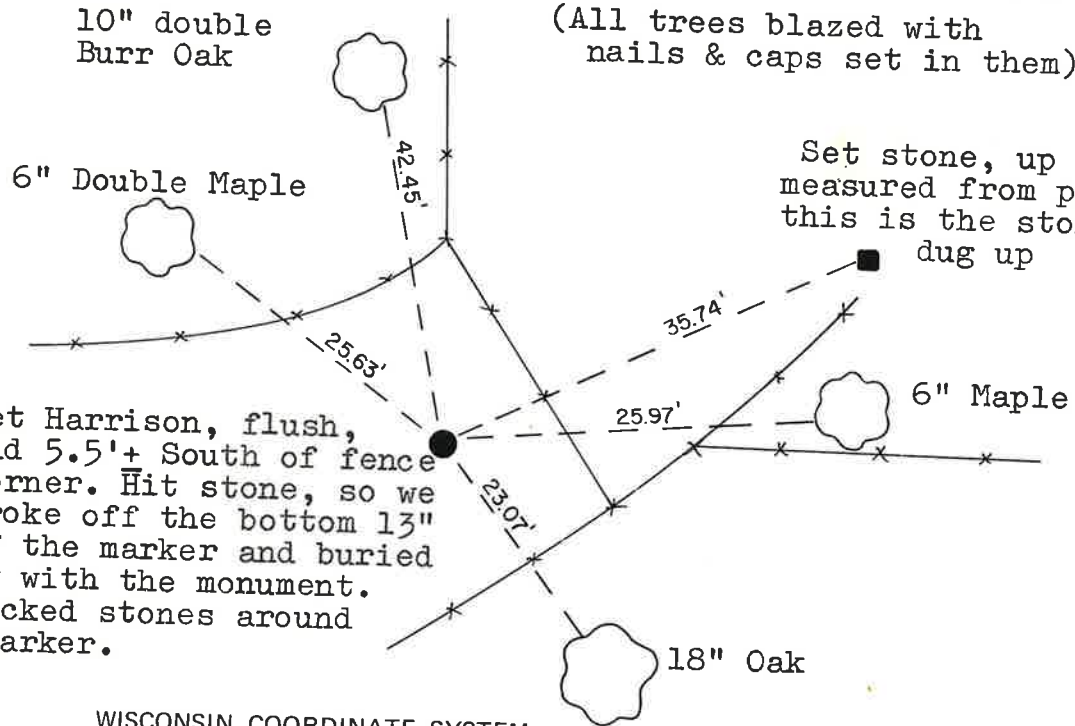 10" double
Burr Oak
(All trees blazed with
nails & caps set in them)
6" Double Maple
42.45'
Set stone, up
measured from p
this is the sto
dug up
35.74'
25.63'
25.97'
6" Maple
et Harrison, flush,
d 5.5'± South of fence
rner. Hit stone, so we
oke off the bottom 13"
the marker and buried
with the monument.
cked stones around
arker.
23.07'
18" Oak
WISCONSIN COORDINATE SYSTEM